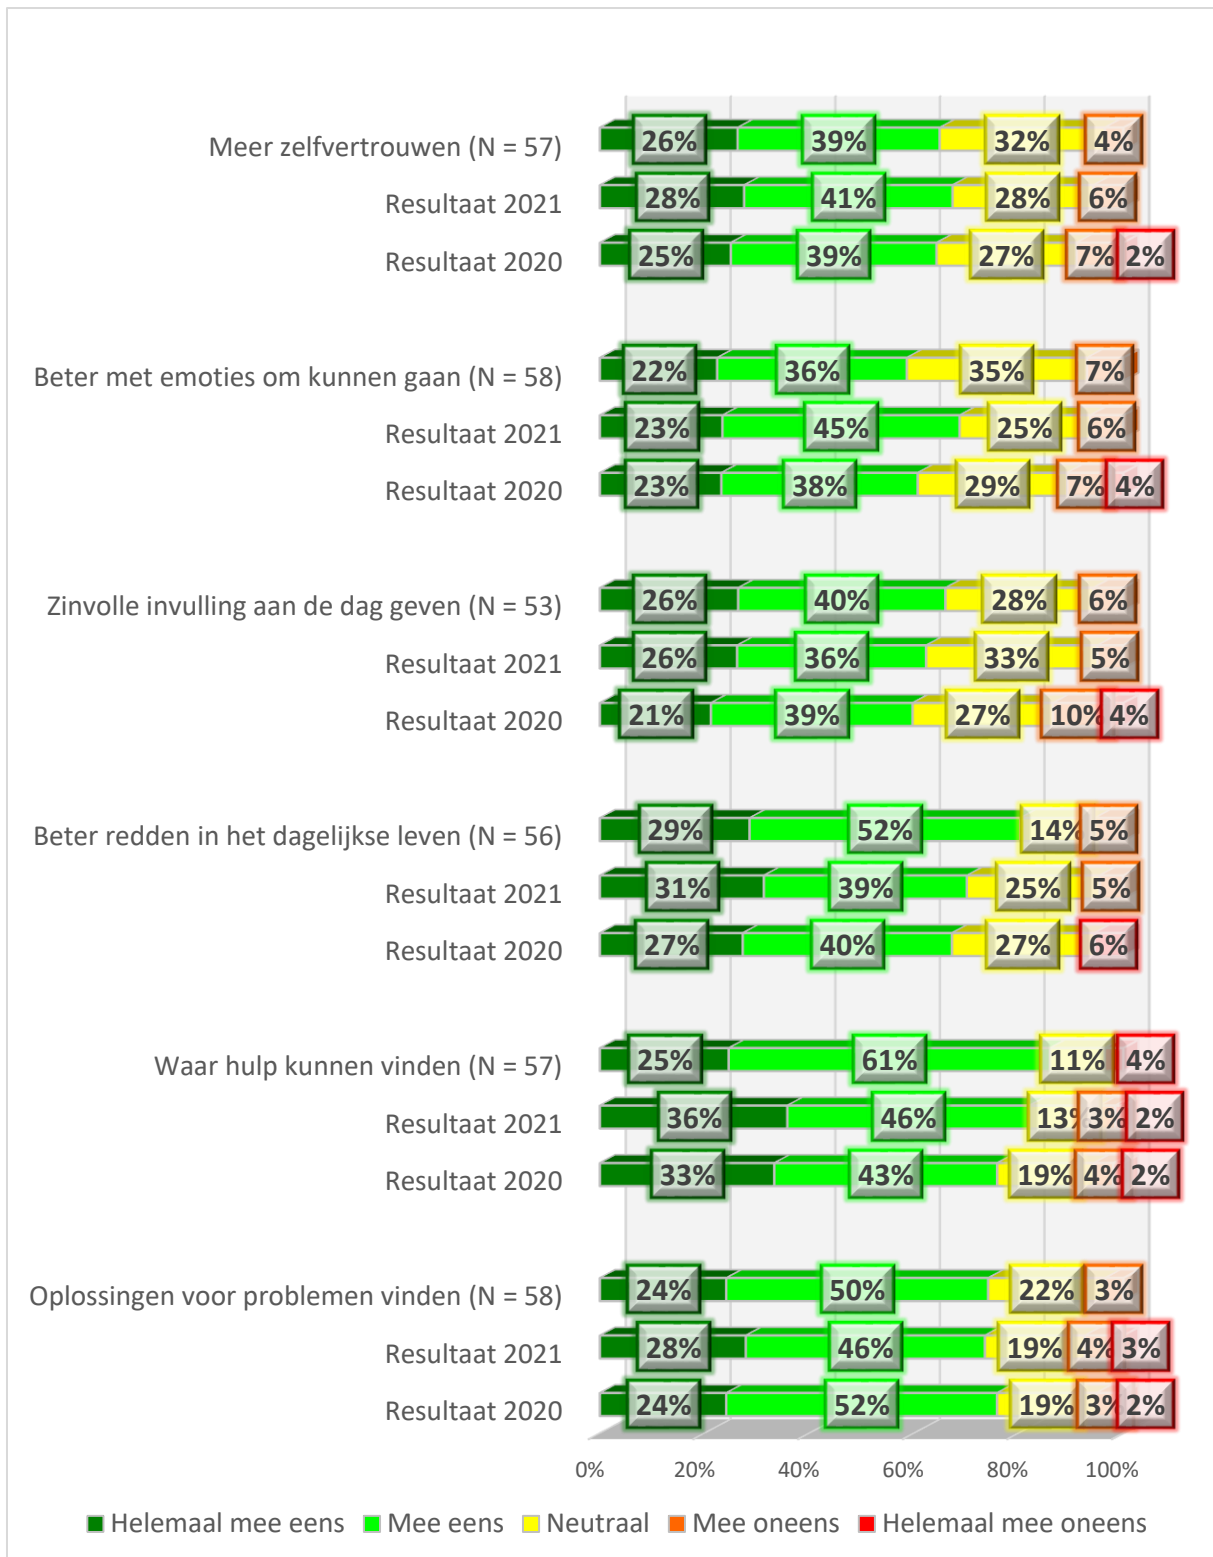 Meer zelfvertrouwen (N = 57) 26% 39% 32% 4%
Resultaat 2021 28% 41% 28% 6%
Resultaat 2020 25% 39% 27% 7% 2%
Beter met emoties om kunnen gaan (N = 58) 22% 36% 35% 7%
Resultaat 2021 23% 45% 25% 6%
Resultaat 2020 23% 38% 29% 7% 4%
Zinvolle invulling aan de dag geven (N = 53) 26% 40% 28% 6%
Resultaat 2021 26% 36% 33% 5%
Resultaat 2020 21% 39% 27% 10% 4%
Beter redden in het dagelijkse leven (N = 56) 29% 52% 14% 5%
Resultaat 2021 31% 39% 25% 5%
Resultaat 2020 27% 40% 27% 6%
Waar hulp kunnen vinden (N = 57) 25% 61% 11% 4%
Resultaat 2021 36% 46% 13% 3% 2%
Resultaat 2020 33% 43% 19% 4% 2%
Oplossingen voor problemen vinden (N = 58) 24% 50% 22% 3%
Resultaat 2021 28% 46% 19% 4% 3%
Resultaat 2020 24% 52% 19% 3% 2%
0% 20% 40% 60% 80% 100%
Helemaal mee eens Mee eens Neutraal Mee oneens Helemaal mee oneens